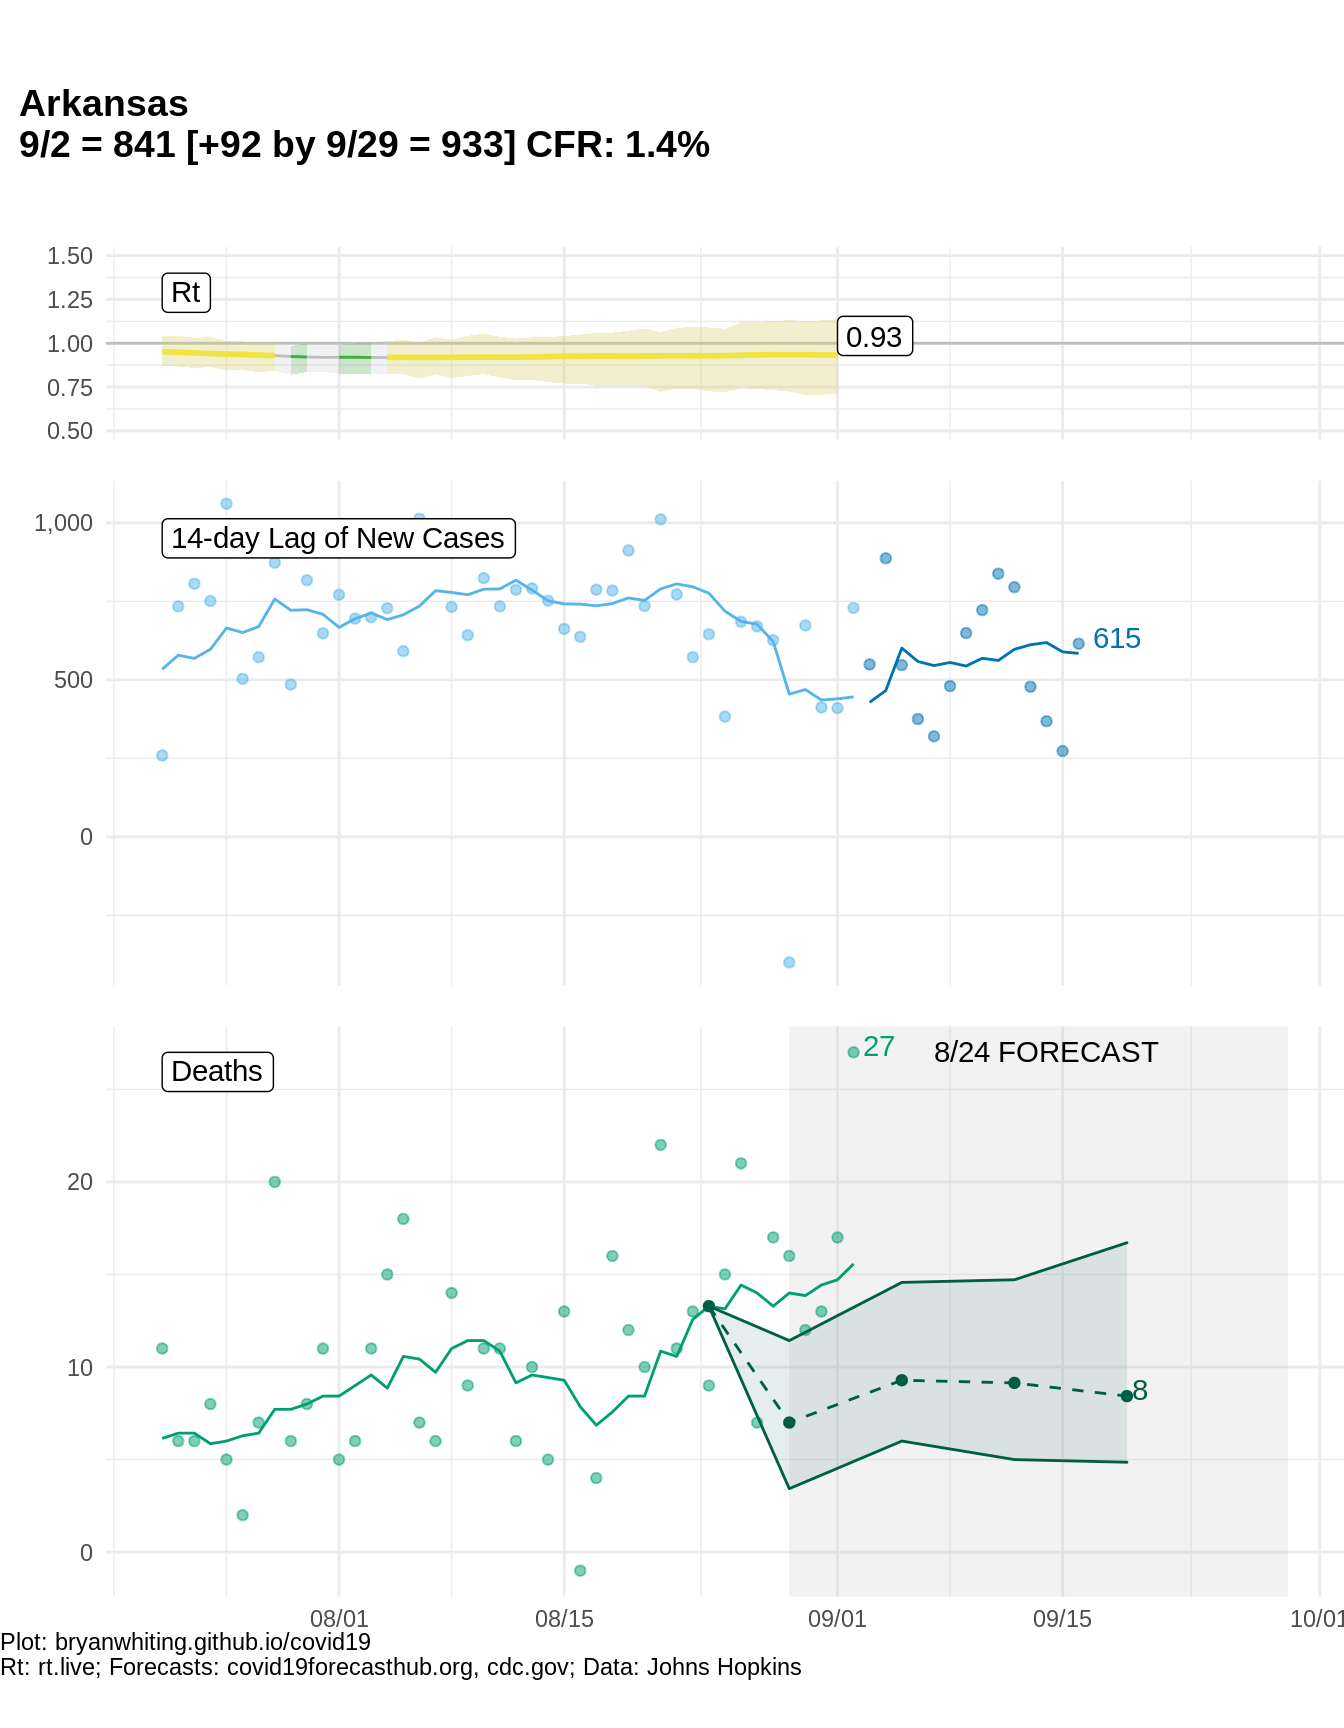 Arkansas
9/2 = 841 [+92 by 9/29 = 933] CFR: 1.4%
1.50
Rt
1.25
1.00
0.93
0.75
0.50
1,000
14-day Lag of New Cases
615
500
0
27
8/24 FORECAST
Deaths
20
10
8
0
08/01
08/15
09/01
09/15
10/01
Plot: bryanwhiting.github.io/covid19
Rt: rt.live; Forecasts: covid19forecasthub.org, cdc.gov; Data: Johns Hopkins